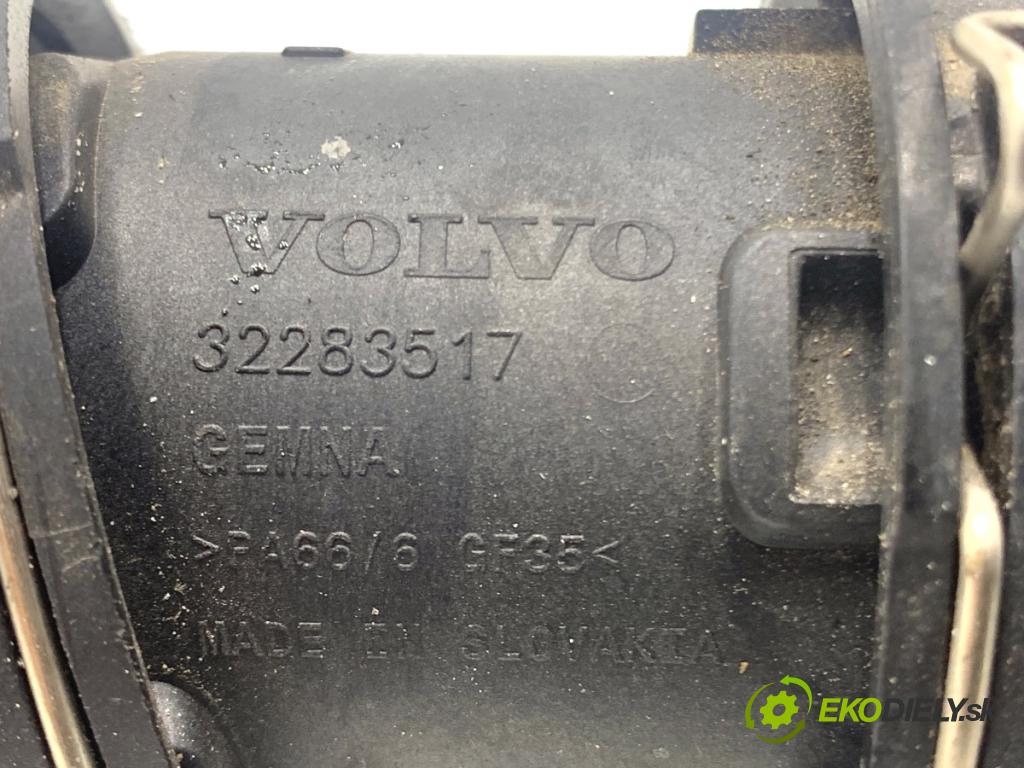 VOLVO
32283517
GEMNA
>PA66/6 GF35<
MADE IN SLOVAKIA
EKODIELY.sk